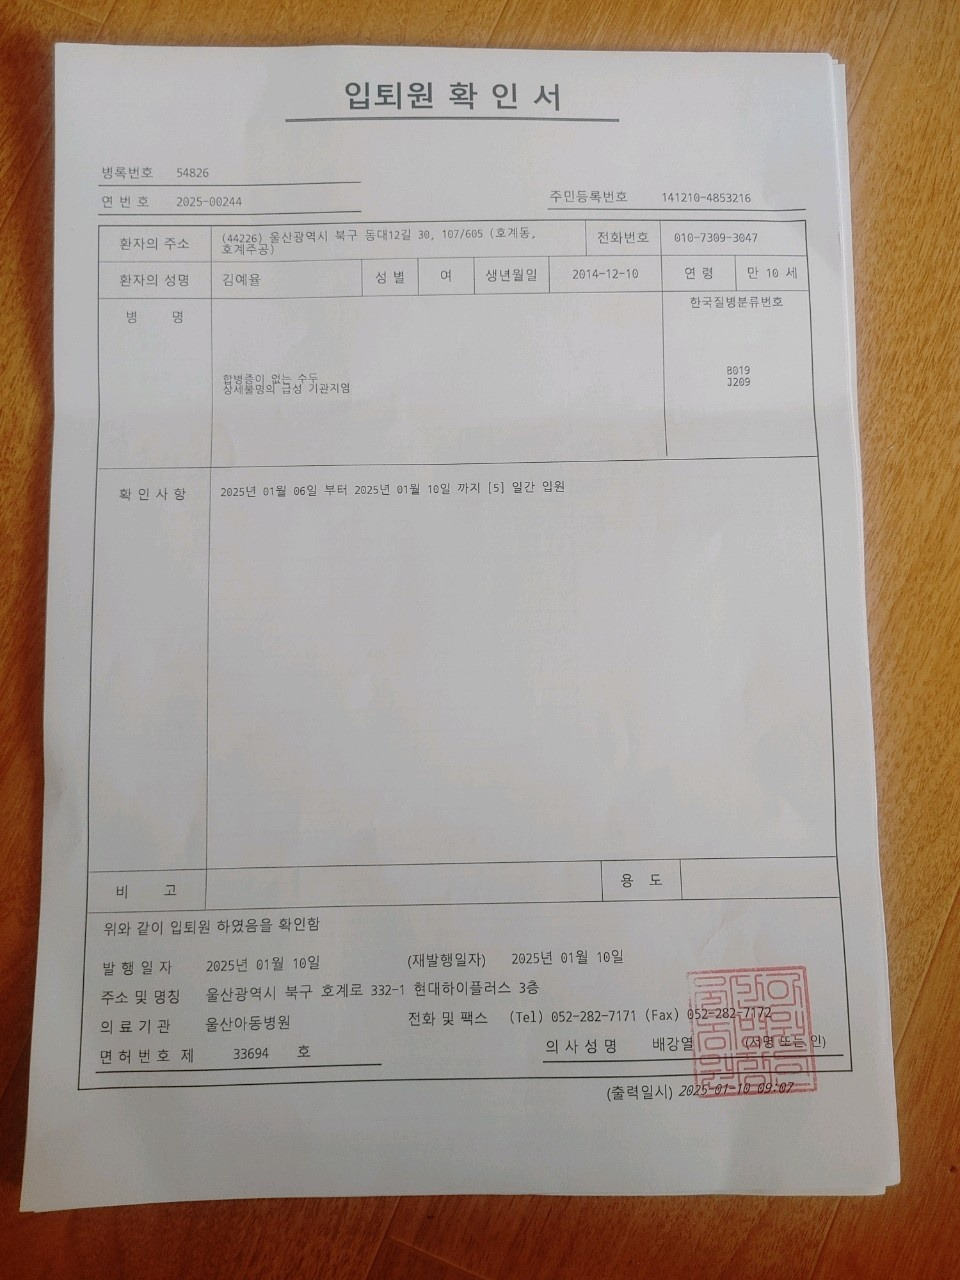 입퇴원 확 인 서
병록번호 54826
연 번 호 2025-00244
주민등록번호 141210-4853216
환자의 주소 (44226) 울산광역시 북구 동대12길 30, 107/605 (호계동, 호계주공) 전화번호 010-7309-3047
환자의 성명 김예율 성 별 여 생년월일 2014-12-10 연 령 만 10 세
병 명 한국질병분류번호
합병증이 없는 수두 B019
상세불명의 급성 기관지염 J209
확 인 사 항 2025년 01월 06일 부터 2025년 01월 10일 까지 [5] 일간 입원
비 고 용 도
위와 같이 입퇴원 하였음을 확인함
발 행 일 자 2025년 01월 10일 (재발행일자) 2025년 01월 10일
주소 및 명칭 울산광역시 북구 호계로 332-1 현대하이플러스 3층
의 료 기 관 울산아동병원 전화 및 팩스 (Tel) 052-282-7171 (Fax) 052-282-7172
면 허 번 호 제 33694 호 의 사 성 명 배강열 (서명 또는 인)
(출력일시) 2025-01-10 09:07